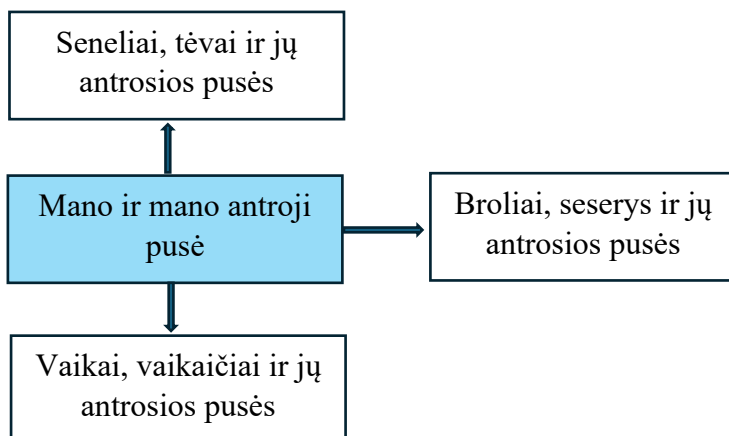 Seneliai, tėvai ir jų
antrosios pusės
Mano ir mano antroji
pusė
Broliai, seserys ir jų
antrosios pusės
Vaikai, vaikaičiai ir jų
antrosios pusės